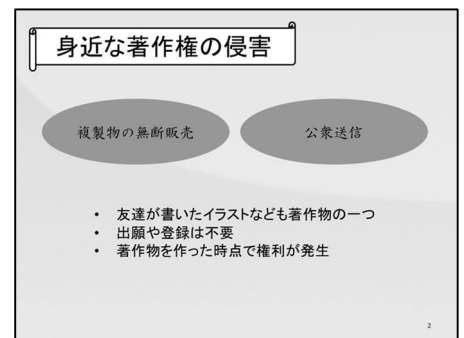 身近な著作権の侵害
複製物の無断販売
公衆送信
• 友達が書いたイラストなども著作物の一つ
• 出願や登録は不要
• 著作物を作った時点で権利が発生
2